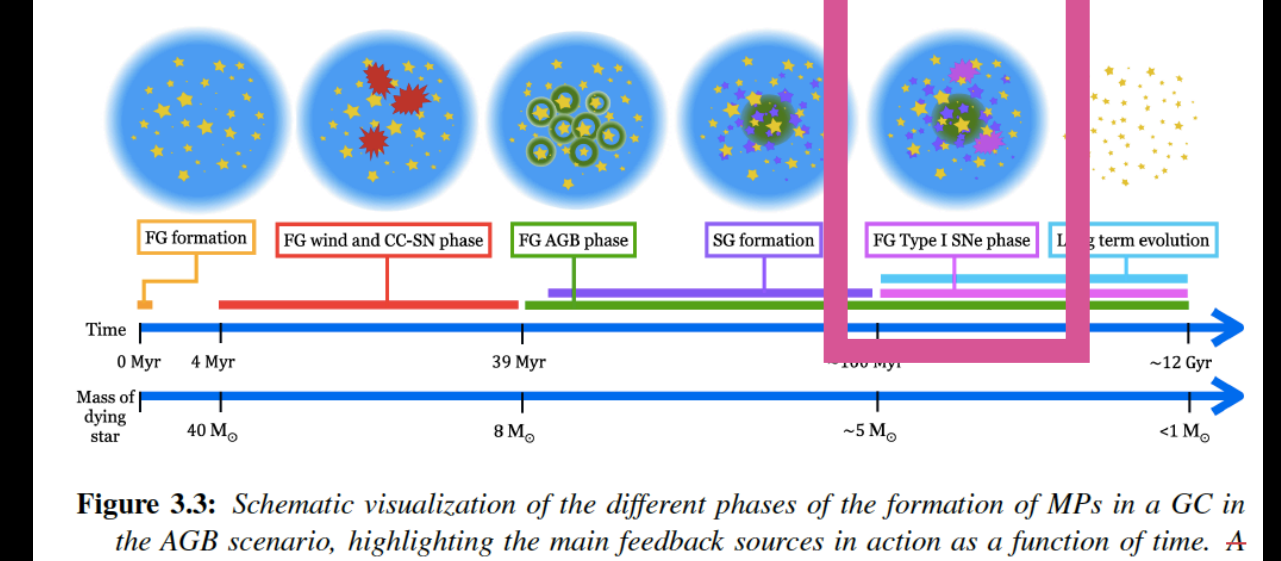 FG formation
FG wind and CC-SN phase
FG AGB phase
SG formation
FG Type I SNe phase
term evolution
Time
0 Myr
4 Myr
39 Myr
~12 Gyr
Mass of
dying
star
40 M☉
8 M☉
~5 M☉
<1 M☉
Figure 3.3: Schematic visualization of the different phases of the formation of MPs in a GC in
the AGB scenario, highlighting the main feedback sources in action as a function of time. A